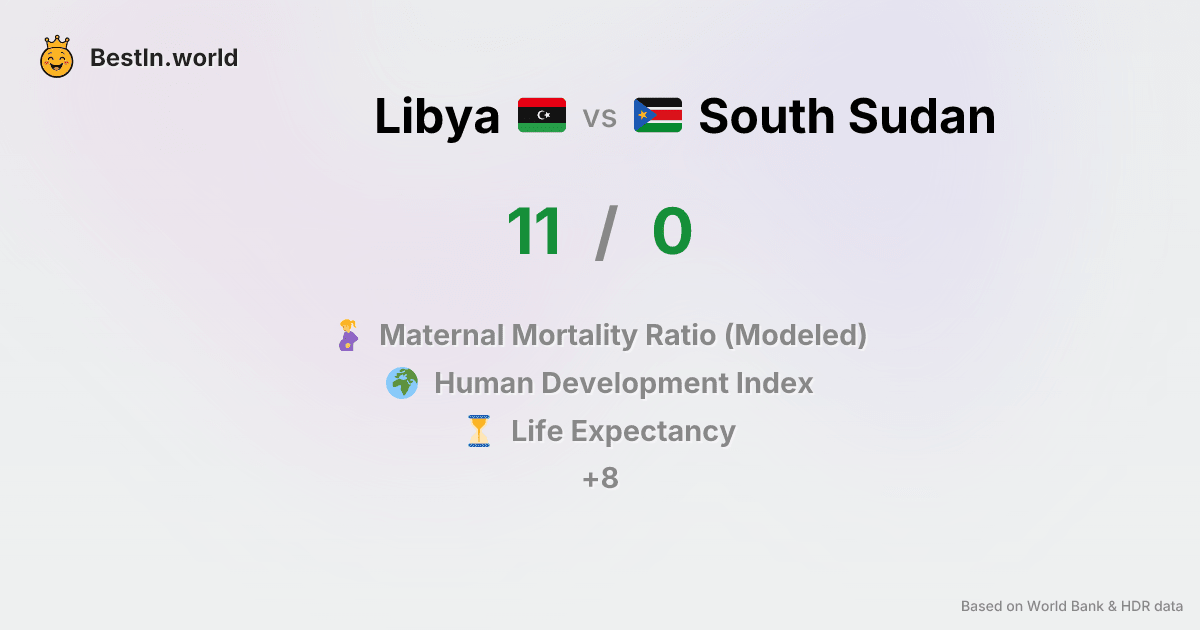 BestIn.world
Libya vs South Sudan
11 / 0
Maternal Mortality Ratio (Modeled)
Human Development Index
Life Expectancy
+8
Based on World Bank & HDR data